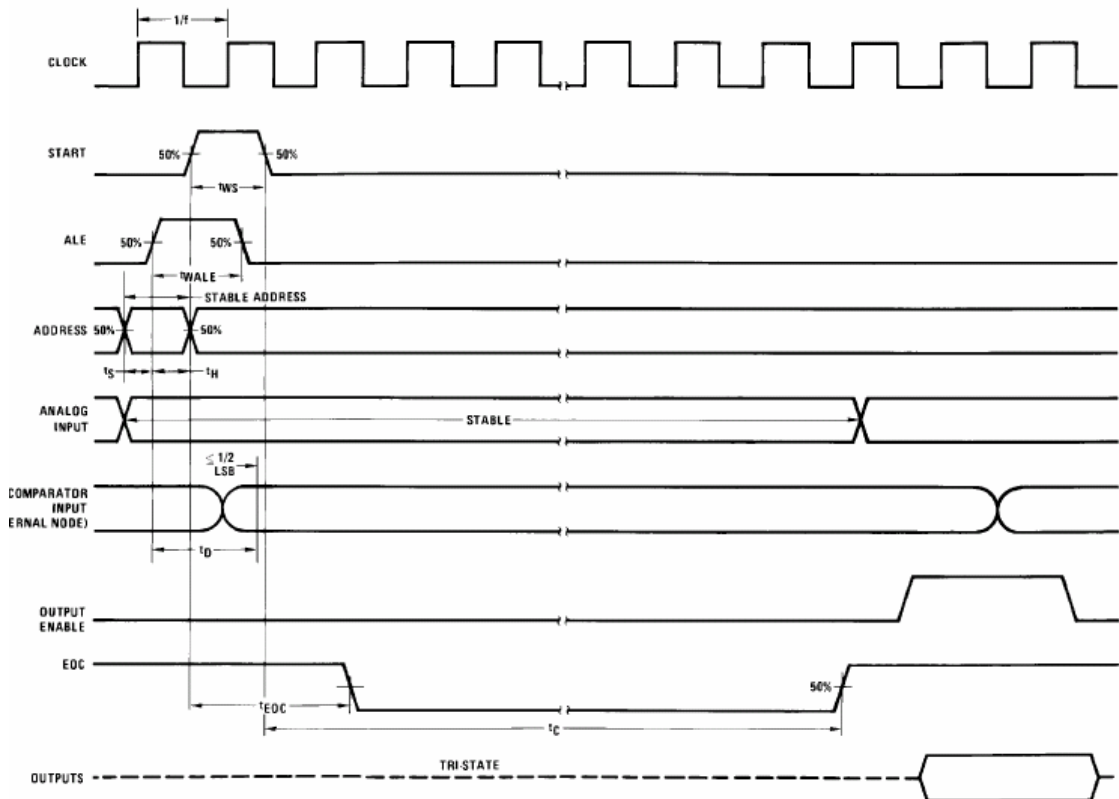 1/f
CLOCK
START
50%
50%
tWS
ALE
50%
50%
tWALE
STABLE ADDRESS
ADDRESS
50%
50%
tS
tH
ANALOG
INPUT
STABLE
≤ 1/2
LSB
COMPARATOR
INPUT
ERNAL NODE)
tD
OUTPUT
ENABLE
EOC
50%
tEOC
tC
TRI-STATE
OUTPUTS